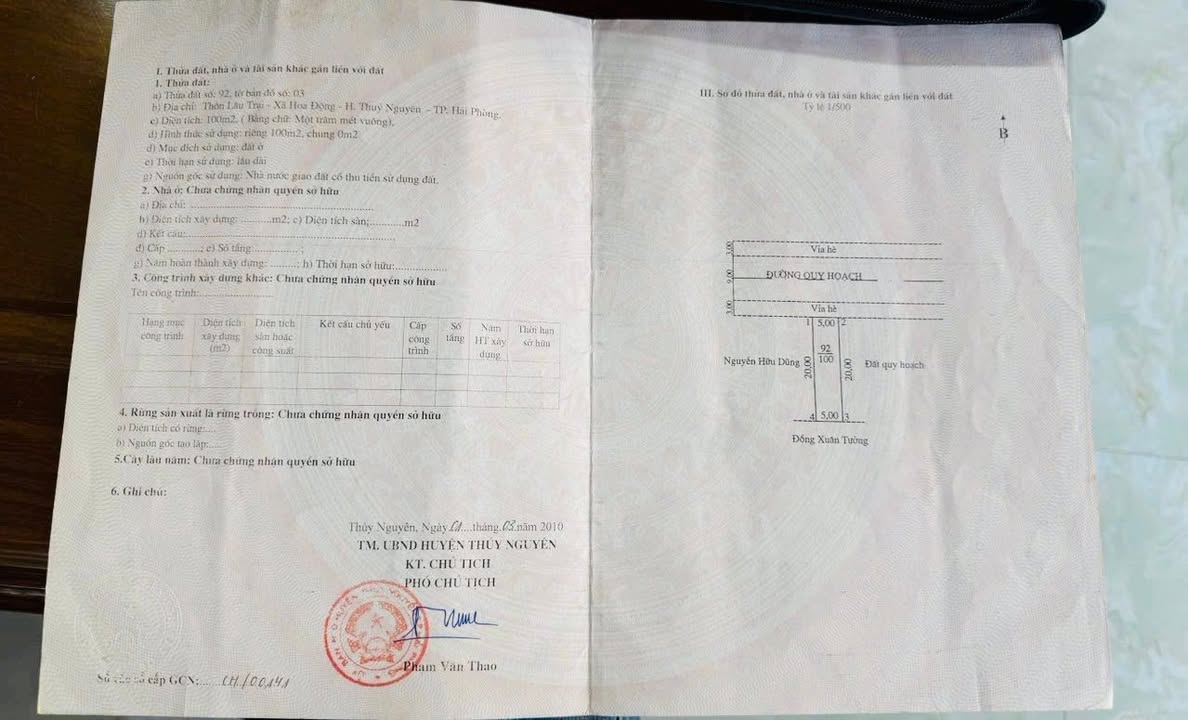 I. Thửa đất, nhà ở và tài sản khác gắn liền với đất
1. Thửa đất:
a) Thửa đất số: 92, tờ bản đồ số: 03
b) Địa chỉ: Thôn Lâu Trại - Xã Hoa Động - H. Thuỷ Nguyên - TP. Hải Phòng.
c) Diện tích: 100m2. ( Bằng chữ: Một trăm mét vuông).
d) Hình thức sử dụng: riêng 100m2, chung 0m2
đ) Mục đích sử dụng: đất ở
e) Thời hạn sử dụng: lâu dài
g) Nguồn gốc sử dụng: Nhà nước giao đất có thu tiền sử dụng đất.
2. Nhà ở: Chưa chứng nhận quyền sở hữu
a) Địa chỉ: ..........
b) Diện tích xây dựng: ..........m2; c) Diện tích sàn:..........m2
d) Kết cấu:..........
đ) Cấp ..........; e) Số tầng: ..........;
g) Năm hoàn thành xây dựng: ........; h) Thời hạn sở hữu:..........
3. Công trình xây dựng khác: Chưa chứng nhận quyền sở hữu
Tên công trình:..........
Hạng mục công trình
Diện tích xây dựng (m2)
Diện tích sàn hoặc công suất
Kết cấu chủ yếu
Cấp công trình
Số tầng
Năm HT xây dựng
Thời hạn sở hữu
4. Rừng sản xuất là rừng trồng: Chưa chứng nhận quyền sở hữu
a) Diện tích có rừng:....
b) Nguồn gốc tạo lập:....
5.Cây lâu năm: Chưa chứng nhận quyền sở hữu
6. Ghi chú:
Thủy Nguyên, Ngày 01 tháng 03 năm 2010
TM. UBND HUYỆN THỦY NGUYÊN
KT. CHỦ TỊCH
PHÓ CHỦ TỊCH
Phạm Văn Thao
Số vào sổ cấp GCN:...... CH/00141
III. Sơ đồ thửa đất, nhà ở và tài sản khác gắn liền với đất
Tỷ lệ 1/500
B
3,00
Vỉa hè
9,00
ĐƯỜNG QUY HOẠCH
3,00
Vỉa hè
1 5,00 2
Nguyễn Hữu Dũng
20,00
92
100
20,00
Đất quy hoạch
4 5,00 3
Đồng Xuân Tường